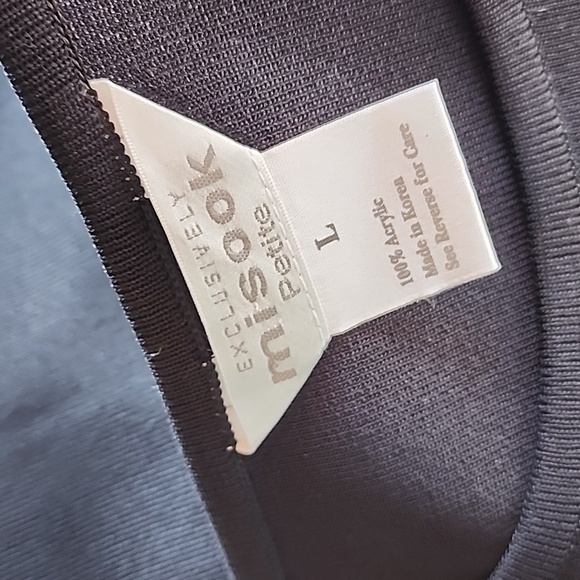 EXCLUSIVELY
misook
Petite
L
100% Acrylic
Made in Korea
See Reverse for Care